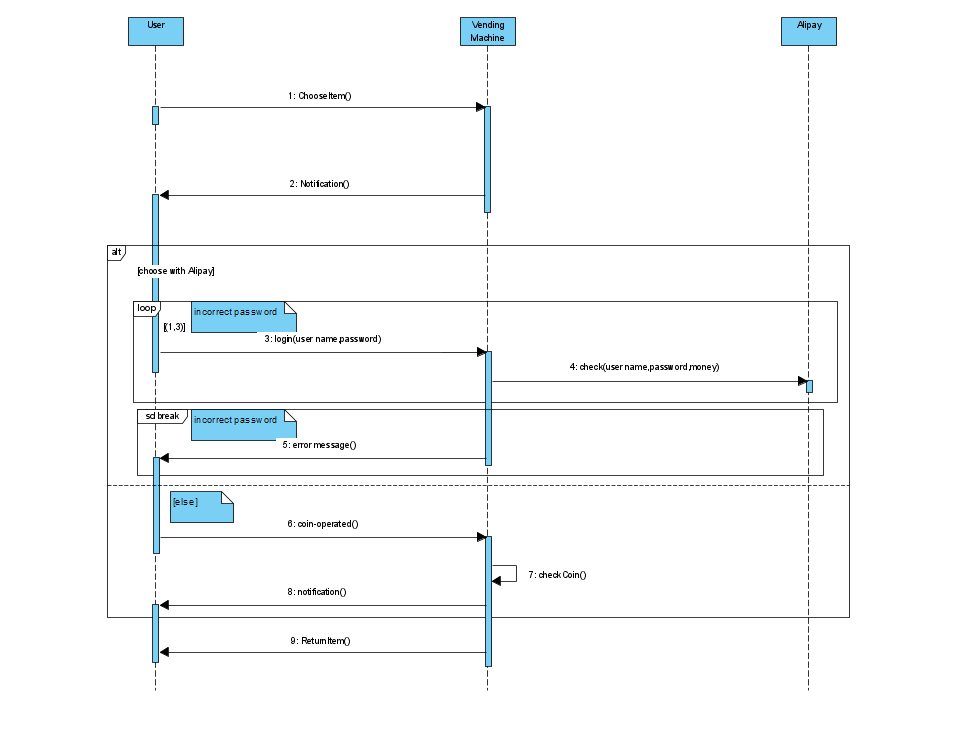 User
Vending
Machine
Alipay
1: ChooseItem()
2: Notification()
alt
[choose with Alipay]
loop
incorrect password
[(1,3)]
3: login(user name,password)
4: check(user name,password,money)
sd break
incorrect password
5: error message()
[else]
6: coin-operated()
7: checkCoin()
8: notification()
9: ReturnItem()